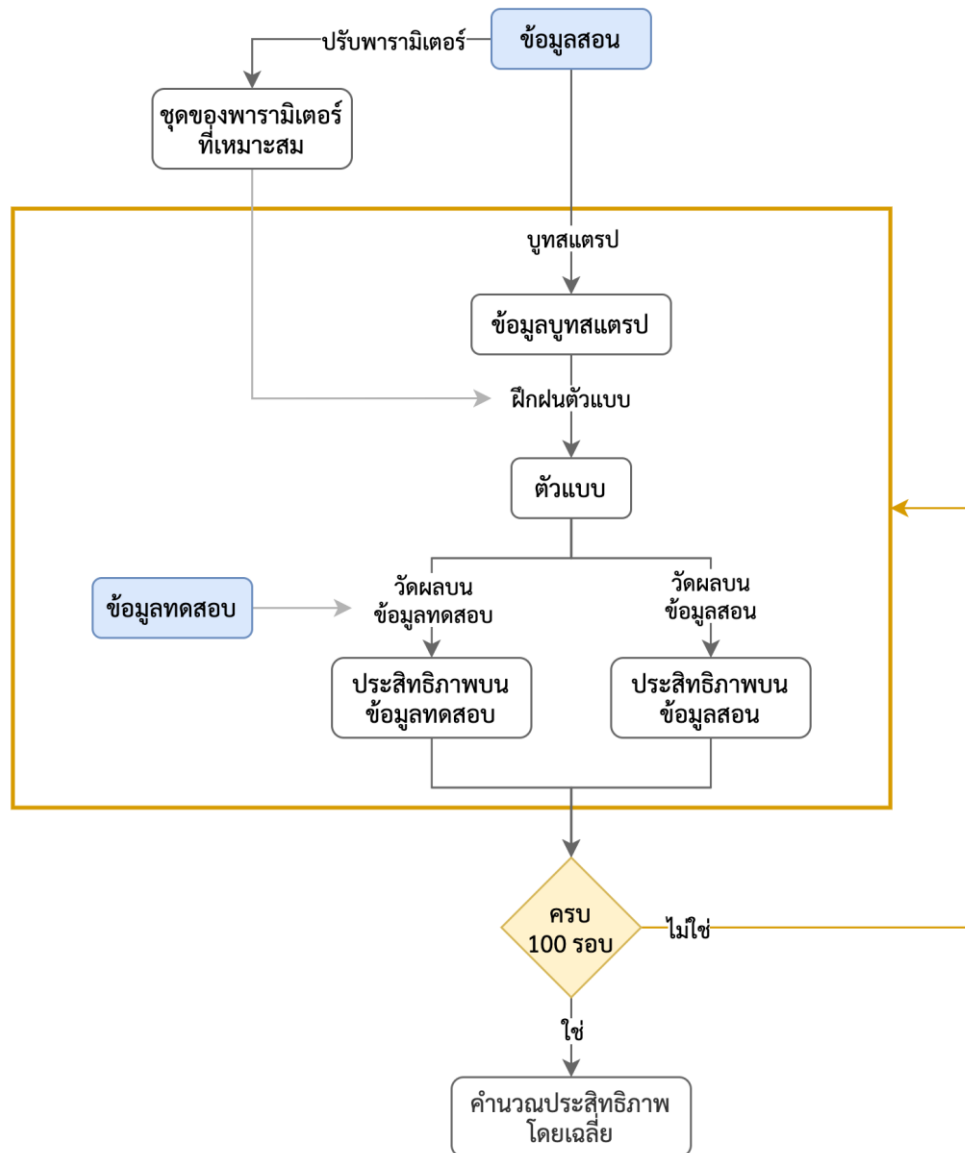 ปรับพารามิเตอร์
ข้อมูลสอน
ชุดของพารามิเตอร์
ที่เหมาะสม
บูทสแตรป
ข้อมูลบูทสแตรป
ฝึกฝนตัวแบบ
ตัวแบบ
ข้อมูลทดสอบ
วัดผลบน
ข้อมูลทดสอบ
วัดผลบน
ข้อมูลสอน
ประสิทธิภาพบน
ข้อมูลทดสอบ
ประสิทธิภาพบน
ข้อมูลสอน
ครบ
100 รอบ
ไม่ใช่
ใช่
คำนวณประสิทธิภาพ
โดยเฉลี่ย